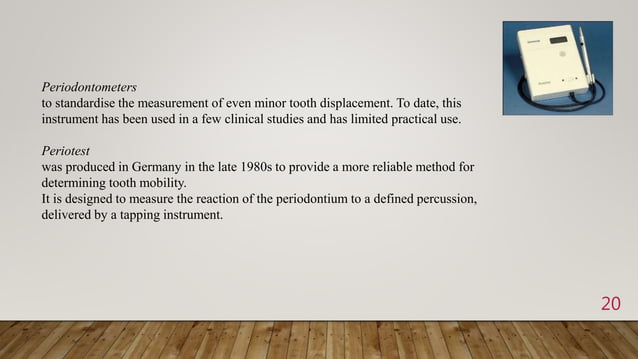 Periodontometers
to standardise the measurement of even minor tooth displacement. To date, this
instrument has been used in a few clinical studies and has limited practical use.
Periotest
was produced in Germany in the late 1980s to provide a more reliable method for
determining tooth mobility.
It is designed to measure the reaction of the periodontium to a defined percussion,
delivered by a tapping instrument.
20